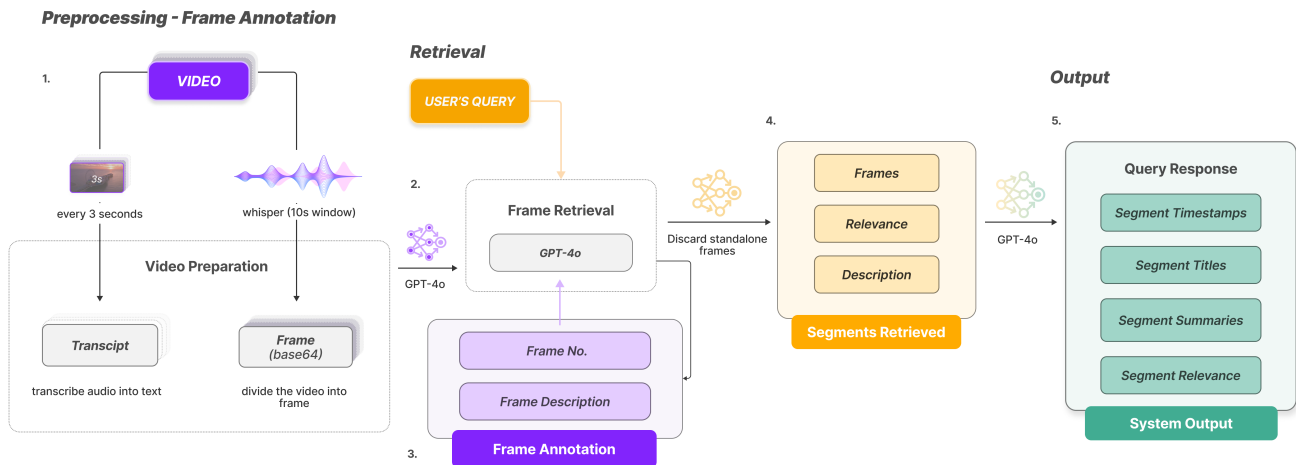 Preprocessing - Frame Annotation
1.
VIDEO
3s
every 3 seconds
whisper (10s window)
Video Preparation
Transcipt
Frame
(base64)
transcribe audio into text
divide the video into
frame
GPT-4o
Retrieval
USER'S QUERY
2.
Frame Retrieval
GPT-4o
Frame No.
Frame Description
3.
Frame Annotation
Discard standalone
frames
4.
Frames
Relevance
Description
Segments Retrieved
GPT-4o
Output
5.
Query Response
Segment Timestamps
Segment Titles
Segment Summaries
Segment Relevance
System Output